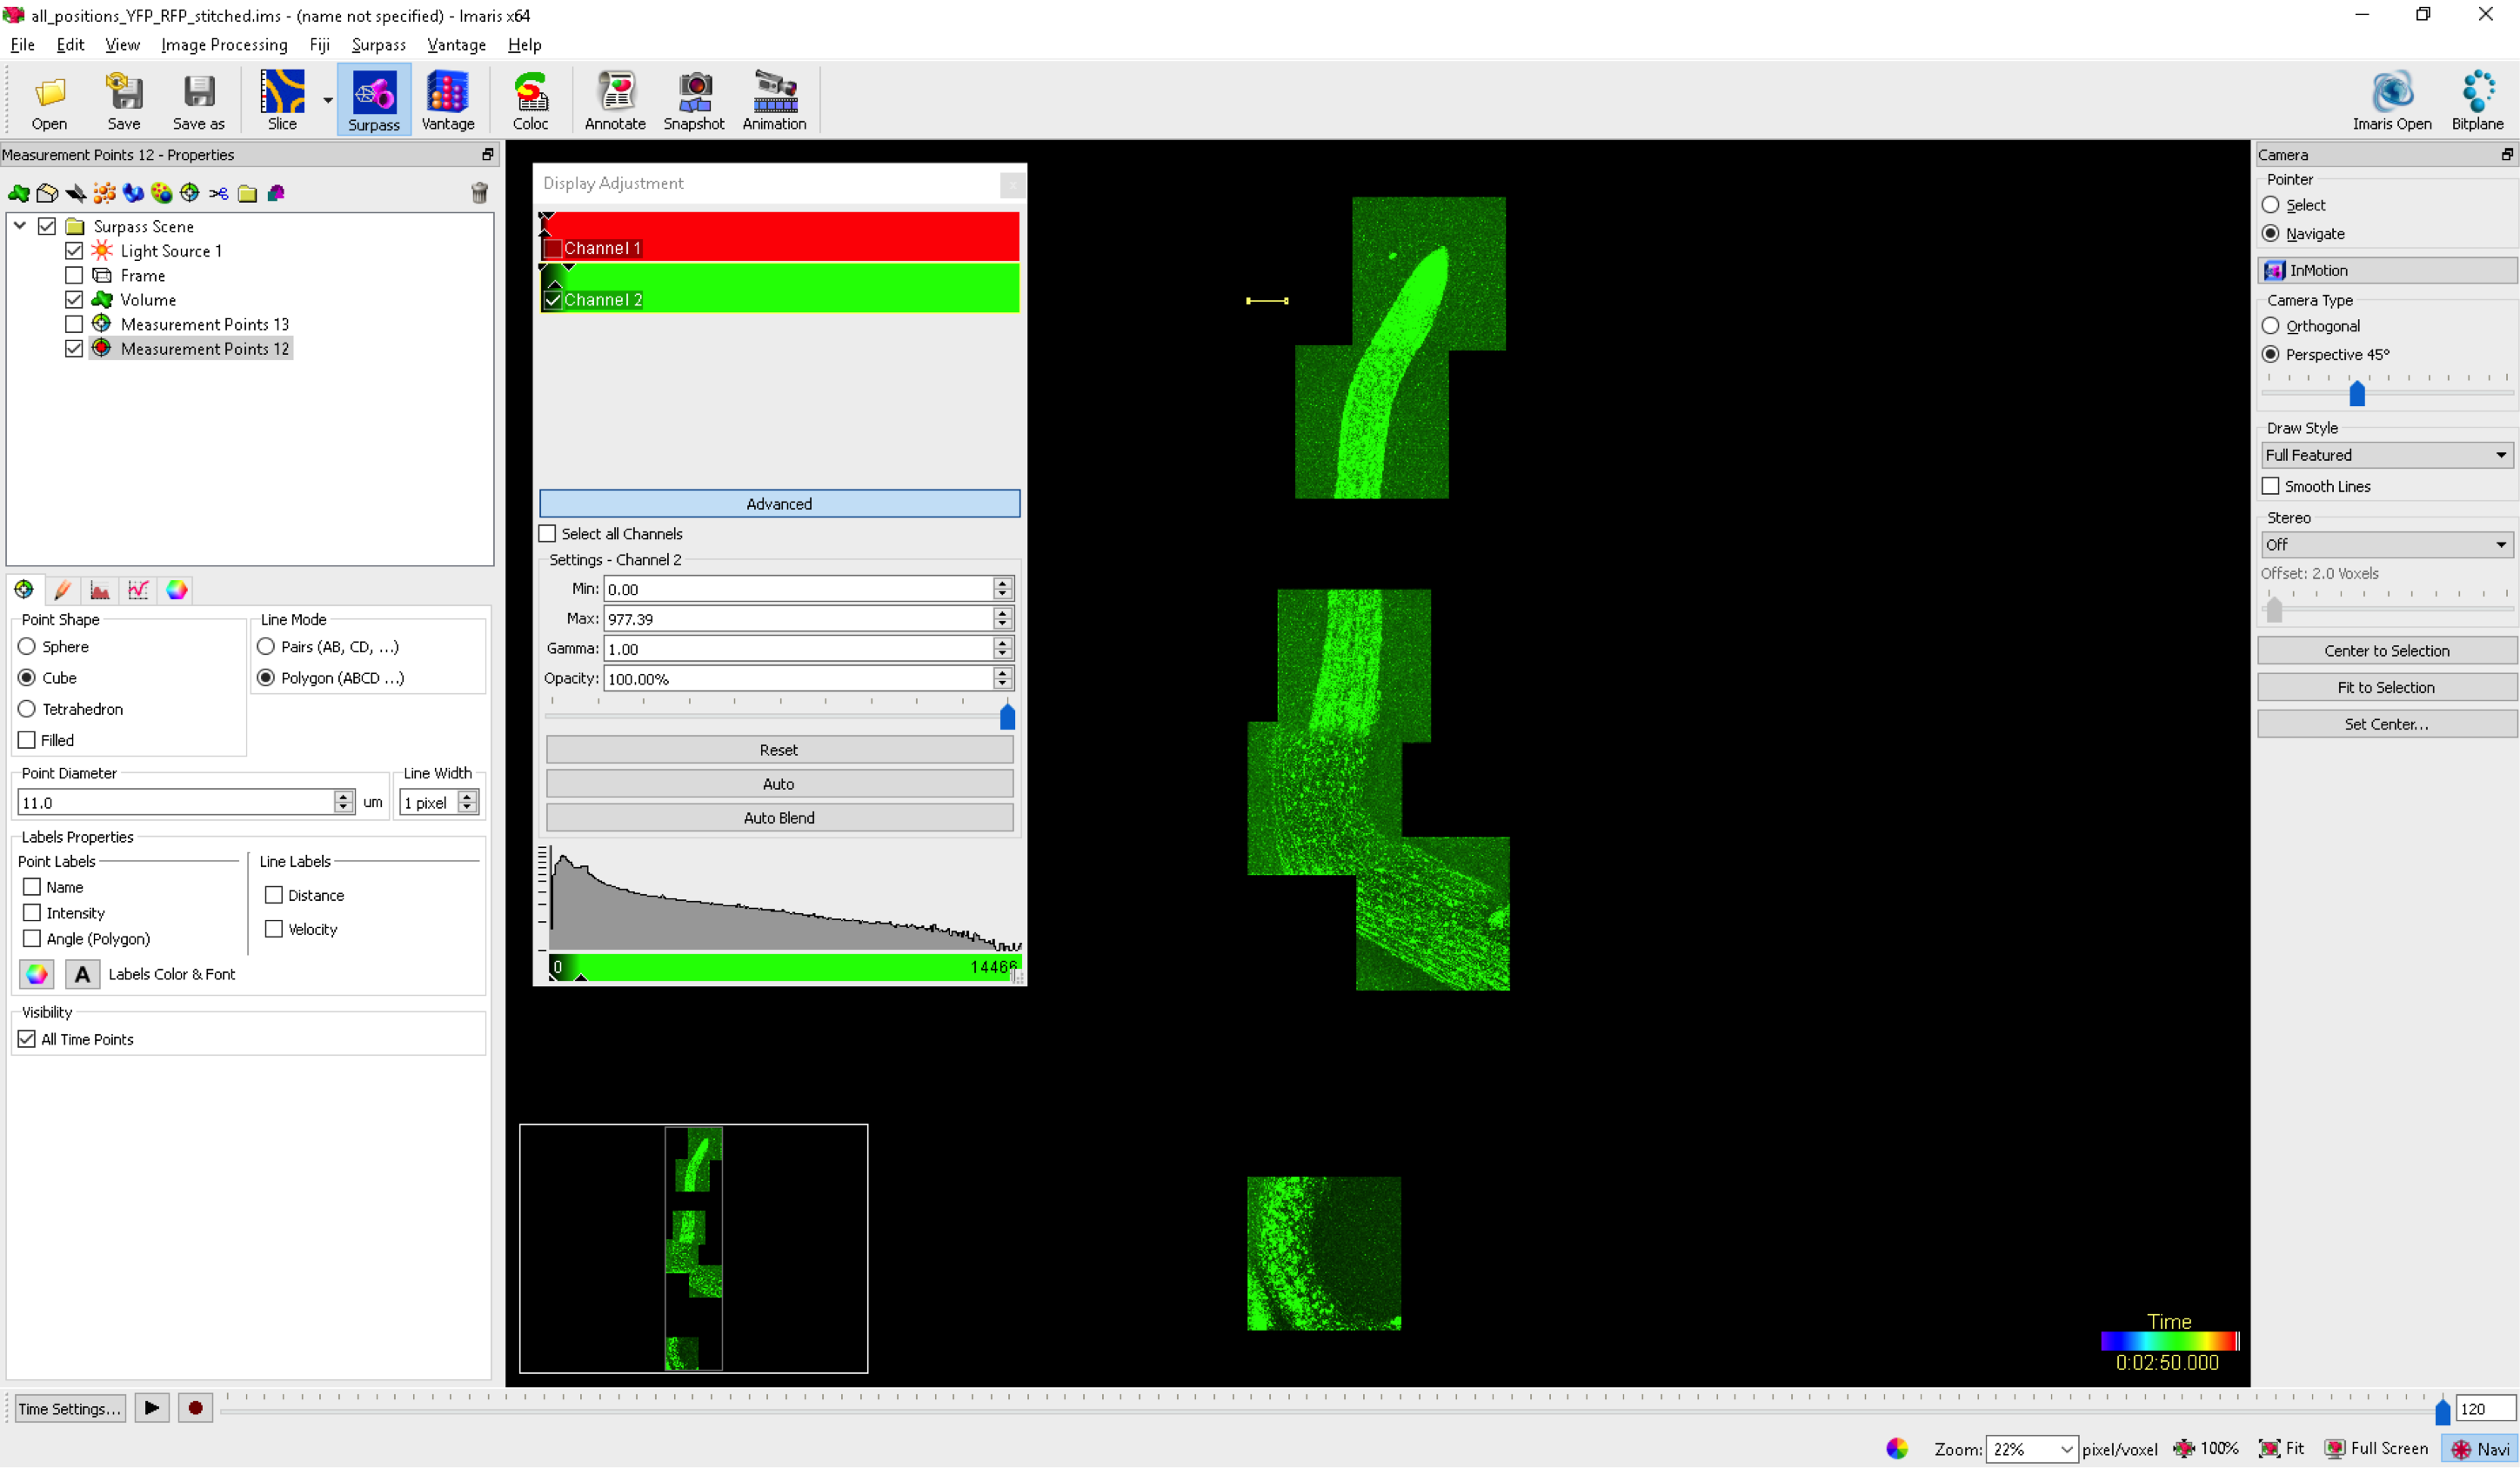 all_positions_YFP_RFP_stitched.ims - (name not specified) - Imaris x64
File Edit View Image Processing Fiji Surpass Vantage Help
Open Save Save as Slice Surpass Vantage Coloc Annotate Snapshot Animation Imaris Open Bitplane
Measurement Points 12 - Properties
Surpass Scene
Light Source 1
Frame
Volume
Measurement Points 13
Measurement Points 12
Point Shape
Sphere
Cube
Tetrahedron
Filled
Line Mode
Pairs (AB, CD, ...)
Polygon (ABCD ...)
Point Diameter
11.0 um
Line Width
1 pixel
Labels Properties
Point Labels
Name
Intensity
Angle (Polygon)
Line Labels
Distance
Velocity
A Labels Color & Font
Visibility
All Time Points
Display Adjustment
x
Channel 1
Channel 2
Advanced
Select all Channels
Settings - Channel 2
Min: 0.00
Max: 977.39
Gamma: 1.00
Opacity: 100.00%
Reset
Auto
Auto Blend
0 14466
Time
0:02:50.000
Camera
Pointer
Select
Navigate
InMotion
Camera Type
Orthogonal
Perspective 45°
Draw Style
Full Featured
Smooth Lines
Stereo
Off
Offset: 2.0 Voxels
Center to Selection
Fit to Selection
Set Center...
Time Settings... 120
Zoom: 22% pixel/voxel 100% Fit Full Screen Navi